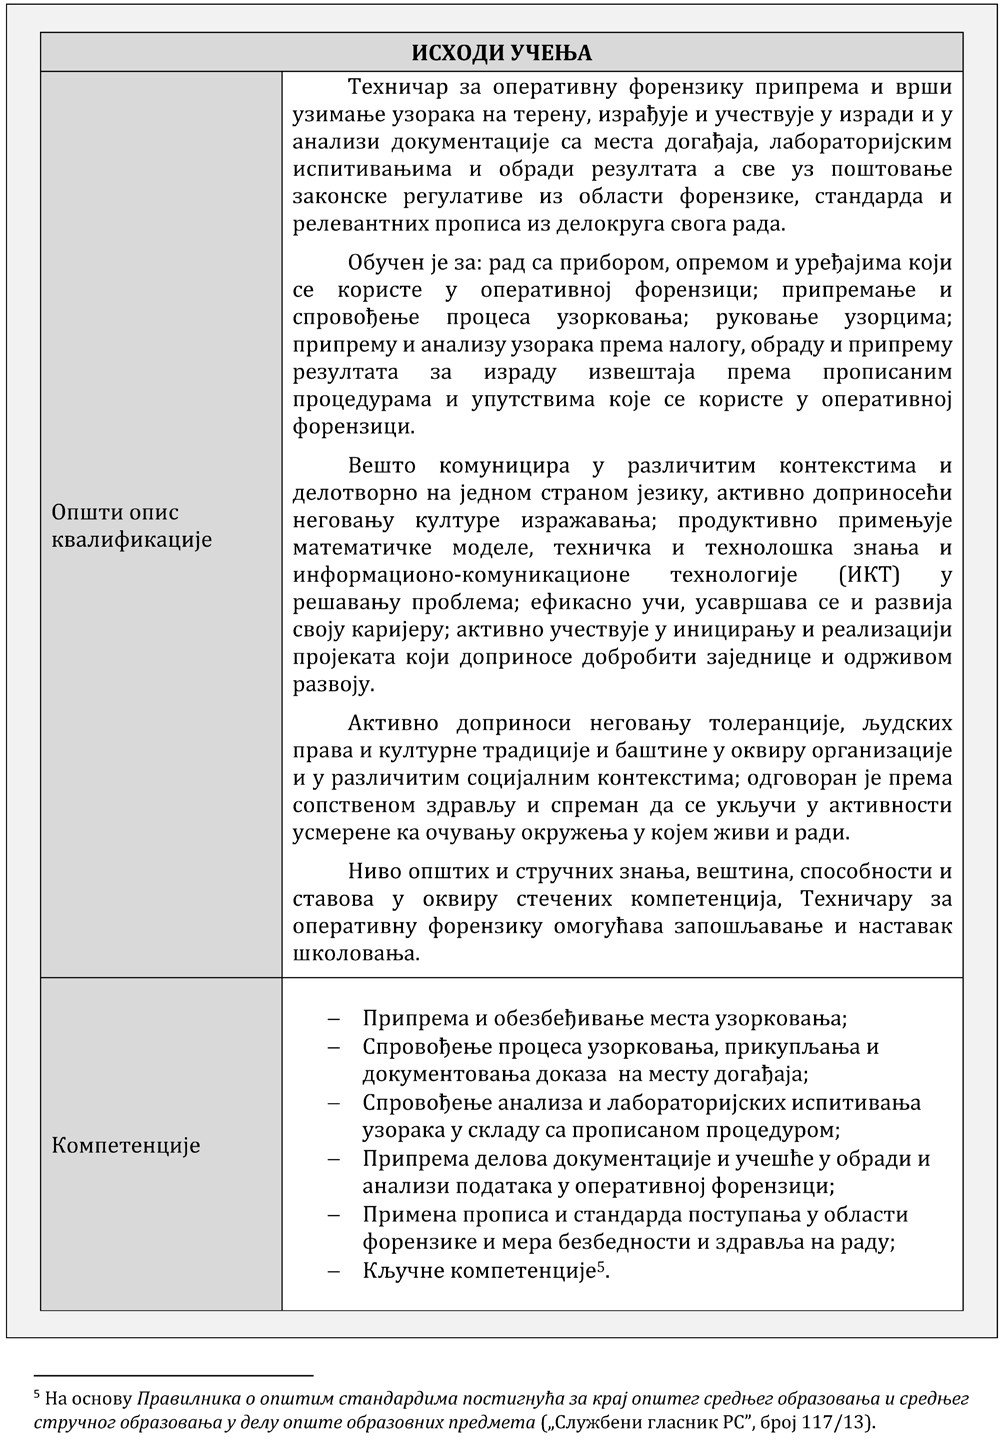 ИСХОДИ УЧЕЊА
Општи опис
квалификације
Техничар за оперативну форензику припрема и врши
узимање узорака на терену, израђује и учествује у изради и у
анализи документације са места догађаја, лабораторијским
испитивањима и обради резултата а све уз поштовање
законске регулативе из области форензике, стандарда и
релевантних прописа из делокруга свога рада.
Обучен је за: рад са прибором, опремом и уређајима који
се користе у оперативној форензици; припремање и
спровођење процеса узорковања; руковање узорцима;
припрему и анализу узорака према налогу, обраду и припрему
резултата за израду извештаја према прописаним
процедурама и упутствима које се користе у оперативној
форензици.
Вешто комуницира у различитим контекстима и
делотворно на једном страном језику, активно доприносећи
неговању културе изражавања; продуктивно примењује
математичке моделе, техничка и технолошка знања и
информационо-комуникационе технологије (ИКТ) у
решавању проблема; ефикасно учи, усавршава се и развија
своју каријеру; активно учествује у иницирању и реализацији
пројеката који доприносе добробити заједнице и одрживом
развоју.
Активно доприноси неговању толеранције, људских
права и културне традиције и баштине у оквиру организације
и у различитим социјалним контекстима; одговоран је према
сопственом здрављу и спреман да се укључи у активности
усмерене ка очувању окружења у којем живи и ради.
Ниво општих и стручних знања, вештина, способности и
ставова у оквиру стечених компетенција, Техничару за
оперативну форензику омогућава запошљавање и наставак
школовања.
Компетенције
– Припрема и обезбеђивање места узорковања;
– Спровођење процеса узорковања, прикупљања и
документовања доказа на месту догађаја;
– Спровођење анализа и лабораторијских испитивања
узорака у складу са прописаном процедуром;
– Припрема делова документације и учешће у обради и
анализи података у оперативној форензици;
– Примена прописа и стандарда поступања у области
форензике и мера безбедности и здравља на раду;
– Кључне компетенције⁵.
⁵ На основу Правилника о општим стандардима постигнућа за крај општег средњег образовања и средњег
стручног образовања у делу опште образовних предмета („Службени гласник РС”, број 117/13).